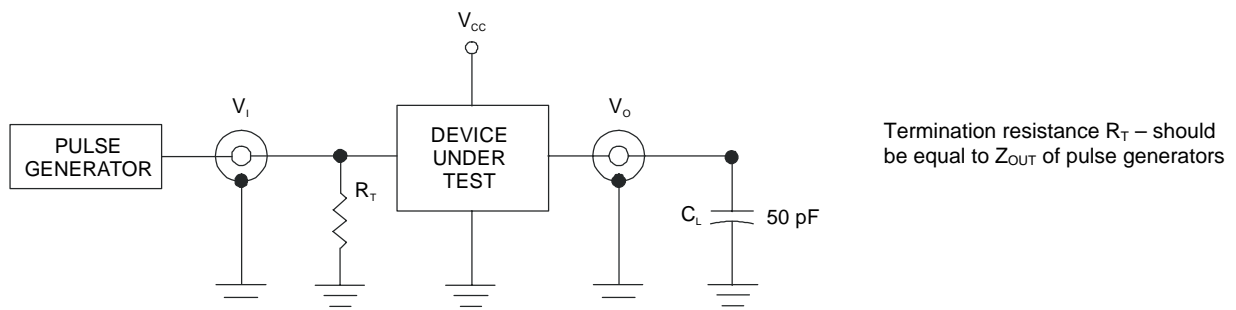 V_CC
V_I
V_O
PULSE
GENERATOR
DEVICE
UNDER
TEST
R_T
C_L
50 pF
Termination resistance R_T – should
be equal to Z_OUT of pulse generators